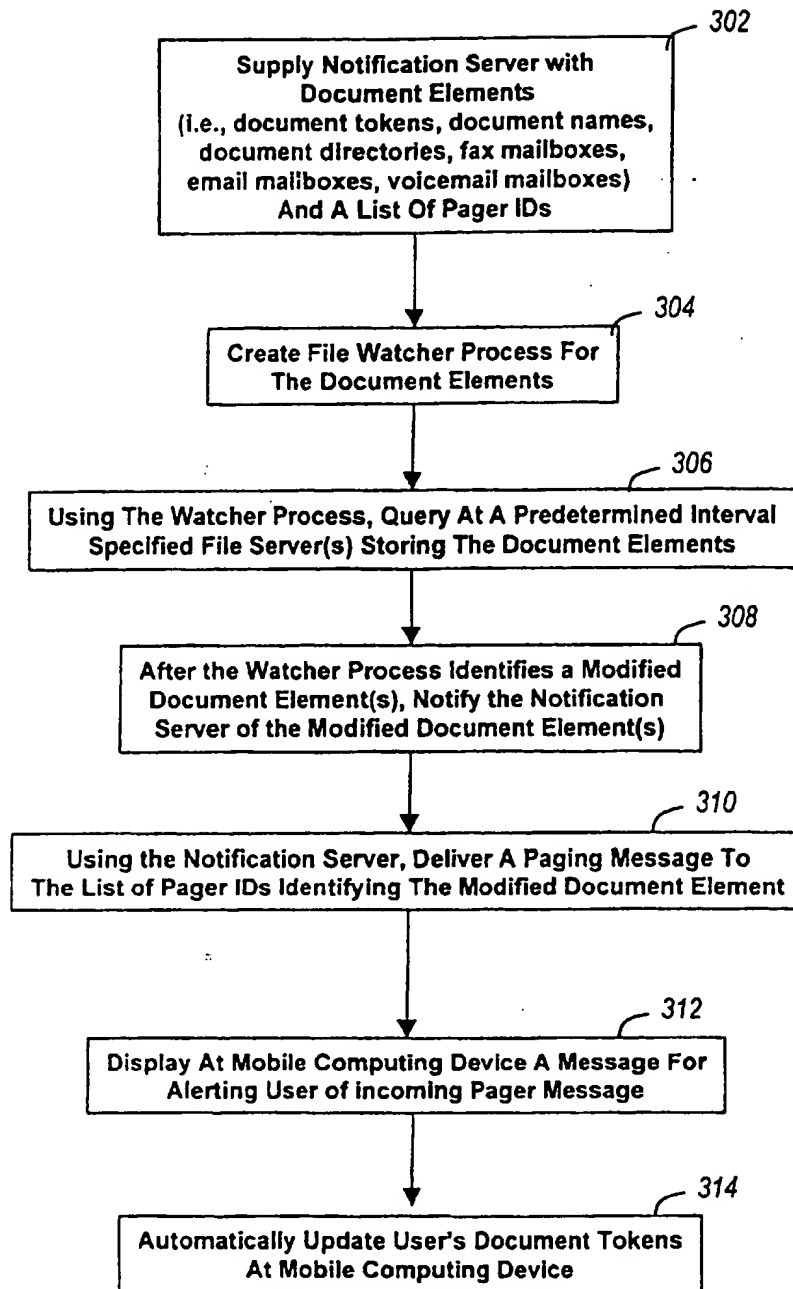 302
Supply Notification Server with
Document Elements
(i.e., document tokens, document names,
document directories, fax mailboxes,
email mailboxes, voicemail mailboxes)
And A List Of Pager IDs
304
Create File Watcher Process For
The Document Elements
306
Using The Watcher Process, Query At A Predetermined Interval
Specified File Server(s) Storing The Document Elements
308
After the Watcher Process Identifies a Modified
Document Element(s), Notify the Notification
Server of the Modified Document Element(s)
310
Using the Notification Server, Deliver A Paging Message To
The List of Pager IDs Identifying The Modified Document Element
312
Display At Mobile Computing Device A Message For
Alerting User of incoming Pager Message
314
Automatically Update User's Document Tokens
At Mobile Computing Device